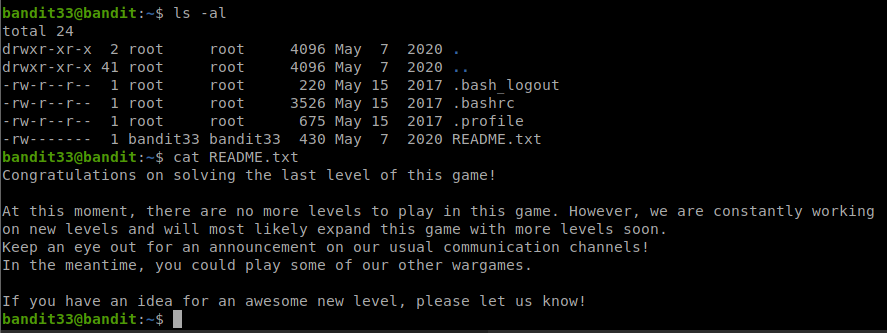 bandit33@bandit:~$ ls -al
total 24
drwxr-xr-x  2 root     root     4096 May  7  2020 .
drwxr-xr-x 41 root     root     4096 May  7  2020 ..
-rw-r--r--  1 root     root      220 May 15  2017 .bash_logout
-rw-r--r--  1 root     root     3526 May 15  2017 .bashrc
-rw-r--r--  1 root     root      675 May 15  2017 .profile
-rw-------  1 bandit33 bandit33  430 May  7  2020 README.txt
bandit33@bandit:~$ cat README.txt
Congratulations on solving the last level of this game!

At this moment, there are no more levels to play in this game. However, we are constantly working
on new levels and will most likely expand this game with more levels soon.
Keep an eye out for an announcement on our usual communication channels!
In the meantime, you could play some of our other wargames.

If you have an idea for an awesome new level, please let us know!
bandit33@bandit:~$